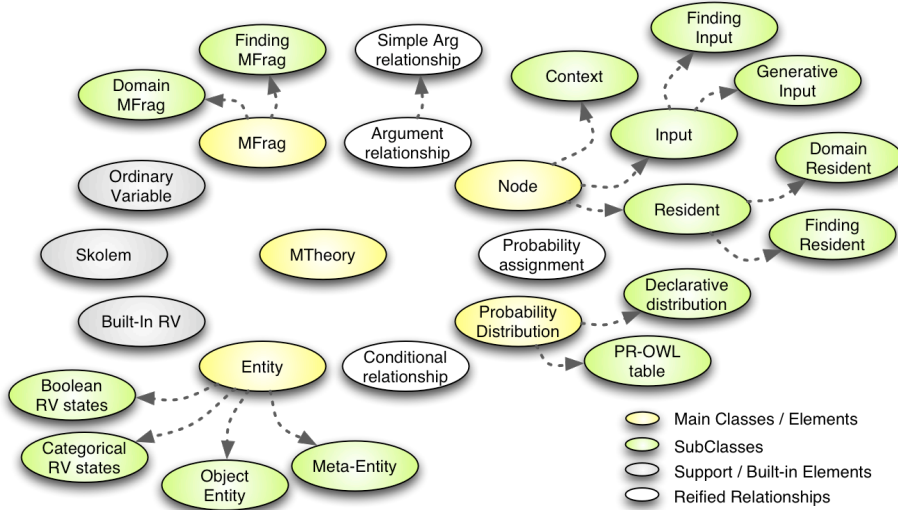 Finding
MFrag
Domain
MFrag
MFrag
Simple Arg
relationship
Argument
relationship
Finding
Input
Context
Generative
Input
Input
Node
Domain
Resident
Resident
Finding
Resident
Ordinary
Variable
Skolem
MTheory
Probability
assignment
Built-In RV
Probability
Distribution
Declarative
distribution
PR-OWL
table
Entity
Conditional
relationship
Boolean
RV states
Categorical
RV states
Object
Entity
Meta-Entity
Main Classes / Elements
SubClasses
Support / Built-in Elements
Reified Relationships